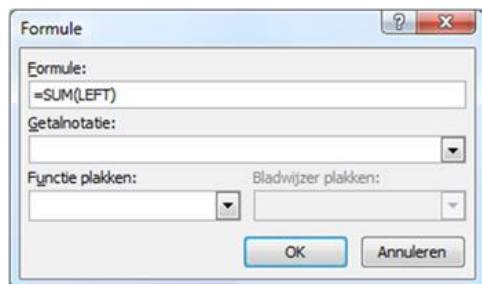 Formule
Formule:
=SUM(LEFT)
Getalnotatie:
Functie plakken:
Bladwijzer plakken:
OK
Annuleren